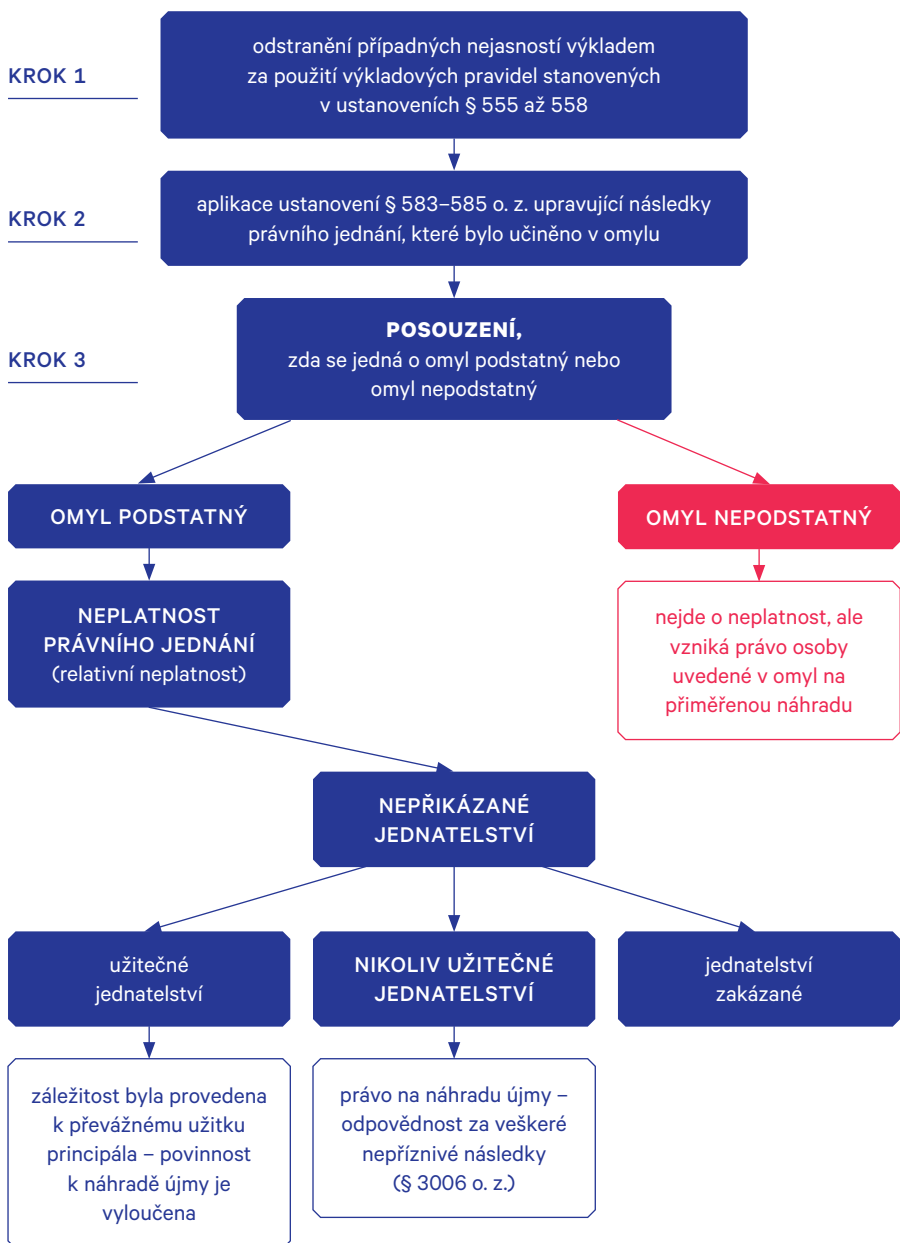 KROK 1
odstranění případných nejasností výkladem
za použití výkladových pravidel stanovených
v ustanoveních § 555 až 558
KROK 2
aplikace ustanovení § 583–585 o. z. upravující následky
právního jednání, které bylo učiněno v omylu
KROK 3
POSOUZENÍ,
zda se jedná o omyl podstatný nebo
omyl nepodstatný
OMYL PODSTATNÝ
OMYL NEPODSTATNÝ
NEPLATNOST
PRÁVNÍHO JEDNÁNÍ
(relativní neplatnost)
nejde o neplatnost, ale
vzniká právo osoby
uvedené v omyl na
přiměřenou náhradu
NEPŘIKÁZANÉ
JEDNATELSTVÍ
užitečné
jednatelství
NIKOLIV UŽITEČNÉ
JEDNATELSTVÍ
jednatelství
zakázané
záležitost byla provedena
k převážnému užitku
principála – povinnost
k náhradě újmy je
vyloučena
právo na náhradu újmy –
odpovědnost za veškeré
nepříznivé následky
(§ 3006 o. z.)